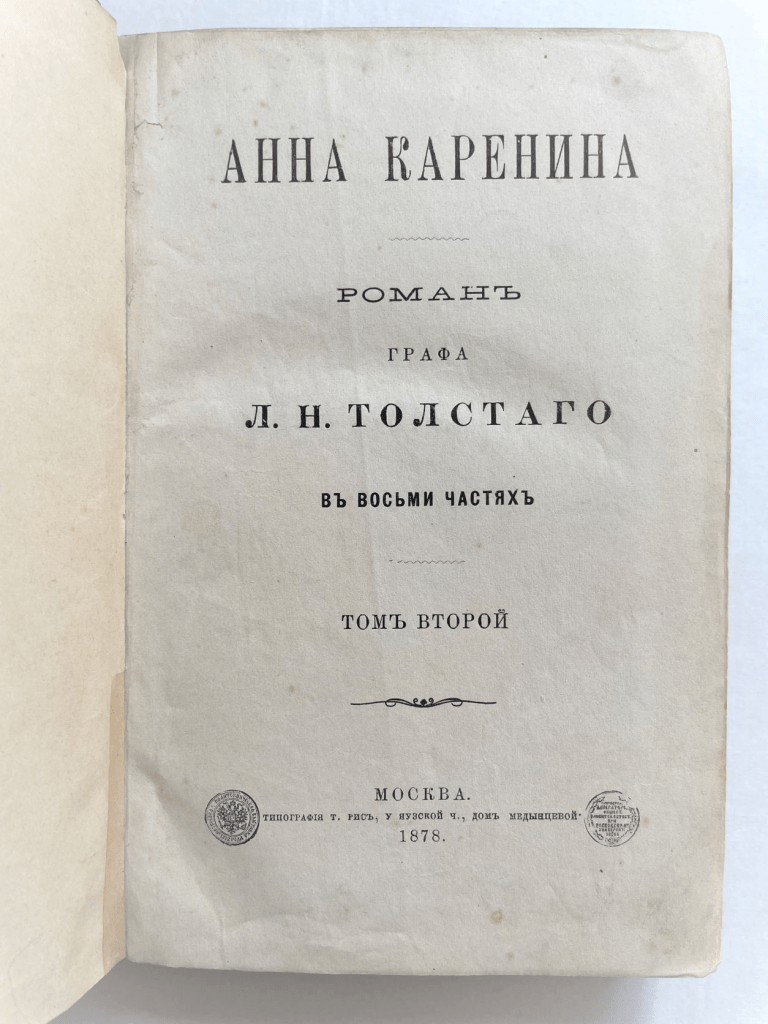 АННА КАРЕНИНА
РОМАНЪ
ГРАФА
Л. Н. ТОЛСТАГО
ВЪ ВОСЬМИ ЧАСТЯХЪ
ТОМЪ ВТОРОЙ
МОСКВА.
ТИПОГРАФІЯ Т. РИСЪ, У ЯУЗСКОЙ Ч., ДОМЪ МЕДЫНЦЕВОЙ.
1878.